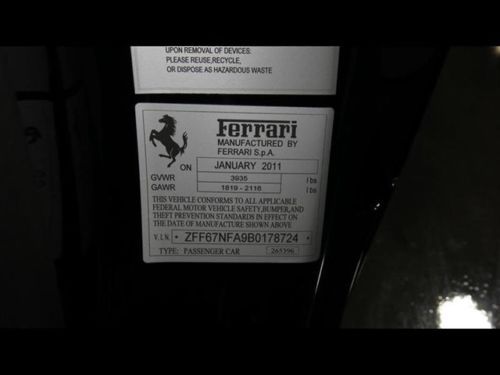 UPON REMOVAL OF DEVICES:
PLEASE REUSE,RECYCLE,
OR DISPOSE AS HAZARDOUS WASTE
Ferrari
MANUFACTURED BY
FERRARI S.p.A.
ON JANUARY 2011
GVWR 3935 lbs
GAWR 1819 - 2116 lbs
THIS VEHICLE CONFORMS TO ALL APPLICABLE
FEDERAL MOTOR VEHICLE SAFETY,BUMPER,AND
THEFT PREVENTION STANDARDS IN EFFECT ON
THE DATE OF MANUFACTURE SHOWN ABOVE
V.I.N. * ZFF67NFA9B0178724 *
TYPE: PASSENGER CAR 265396